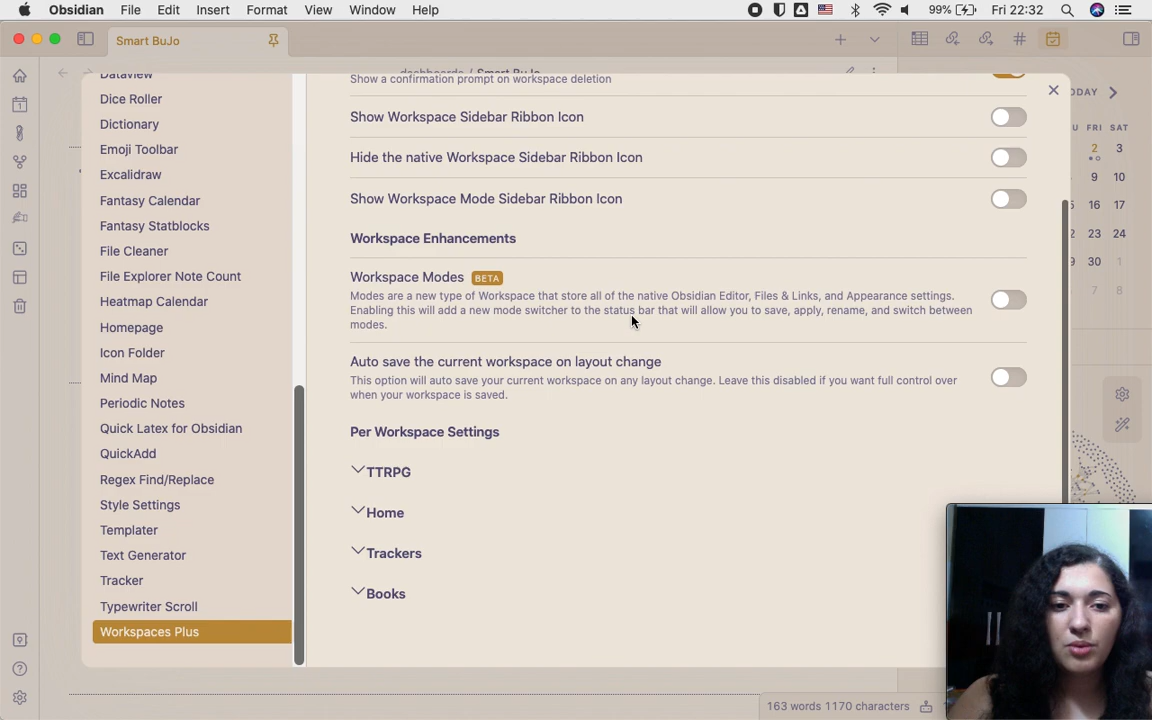 Obsidian File Edit Insert Format View Window Help 99% Fri 22:32
Smart BuJo
dashboards / Smart BuJo
ODAY
U FRI SAT
2 3
9 10
16 17
23 24
30 1
7 8
Dataview
Dice Roller
Dictionary
Emoji Toolbar
Excalidraw
Fantasy Calendar
Fantasy Statblocks
File Cleaner
File Explorer Note Count
Heatmap Calendar
Homepage
Icon Folder
Mind Map
Periodic Notes
Quick Latex for Obsidian
QuickAdd
Regex Find/Replace
Style Settings
Templater
Text Generator
Tracker
Typewriter Scroll
Workspaces Plus
Show a confirmation prompt on workspace deletion
Show Workspace Sidebar Ribbon Icon
Hide the native Workspace Sidebar Ribbon Icon
Show Workspace Mode Sidebar Ribbon Icon
Workspace Enhancements
Workspace Modes BETA
Modes are a new type of Workspace that store all of the native Obsidian Editor, Files & Links, and Appearance settings.
Enabling this will add a new mode switcher to the status bar that will allow you to save, apply, rename, and switch between
modes.
Auto save the current workspace on layout change
This option will auto save your current workspace on any layout change. Leave this disabled if you want full control over
when your workspace is saved.
Per Workspace Settings
TTRPG
Home
Trackers
Books
163 words 1170 characters